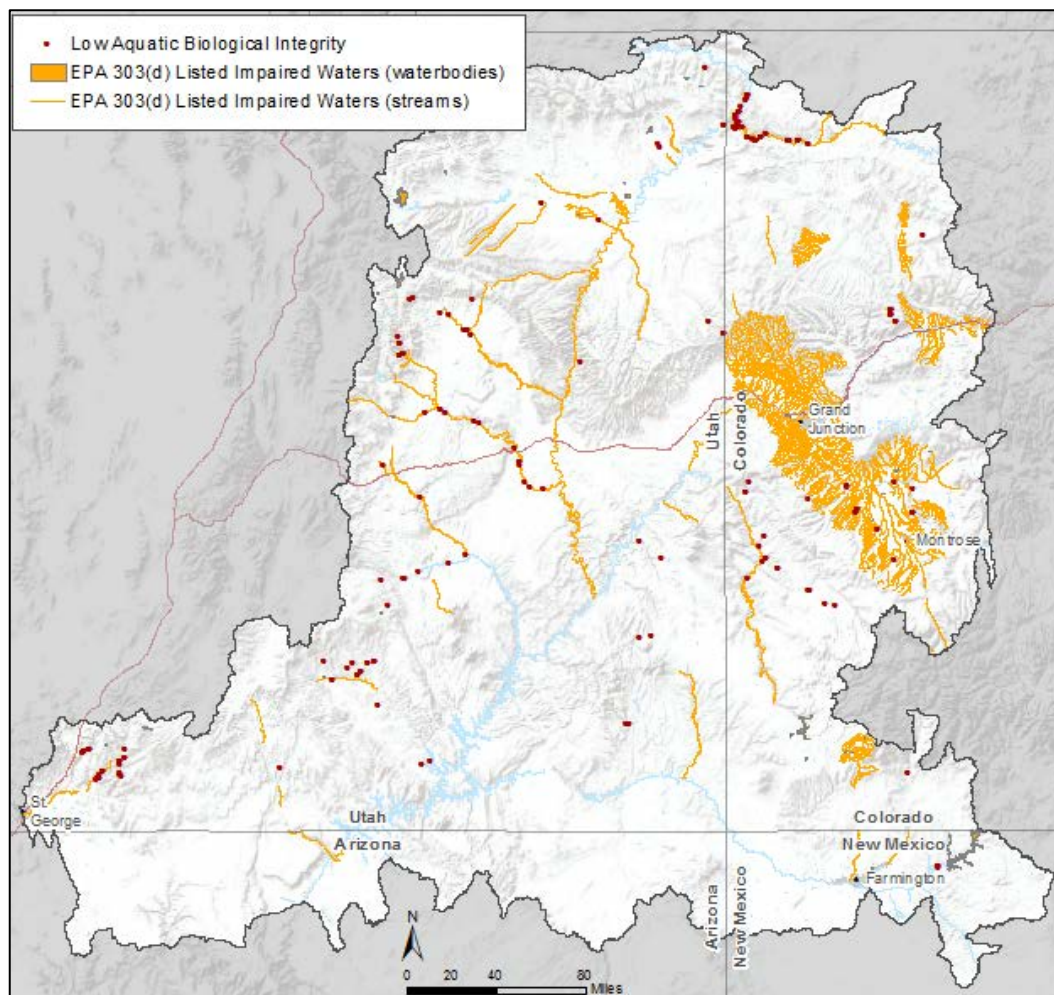 Low Aquatic Biological Integrity
EPA 303(d) Listed Impaired Waters (waterbodies)
EPA 303(d) Listed Impaired Waters (streams)
Utah
Colorado
Grand
Junction
Montrose
St.
George
Utah
Arizona
Colorado
New Mexico
Farmington
Arizona
New Mexico
N
0 20 40 80
Miles